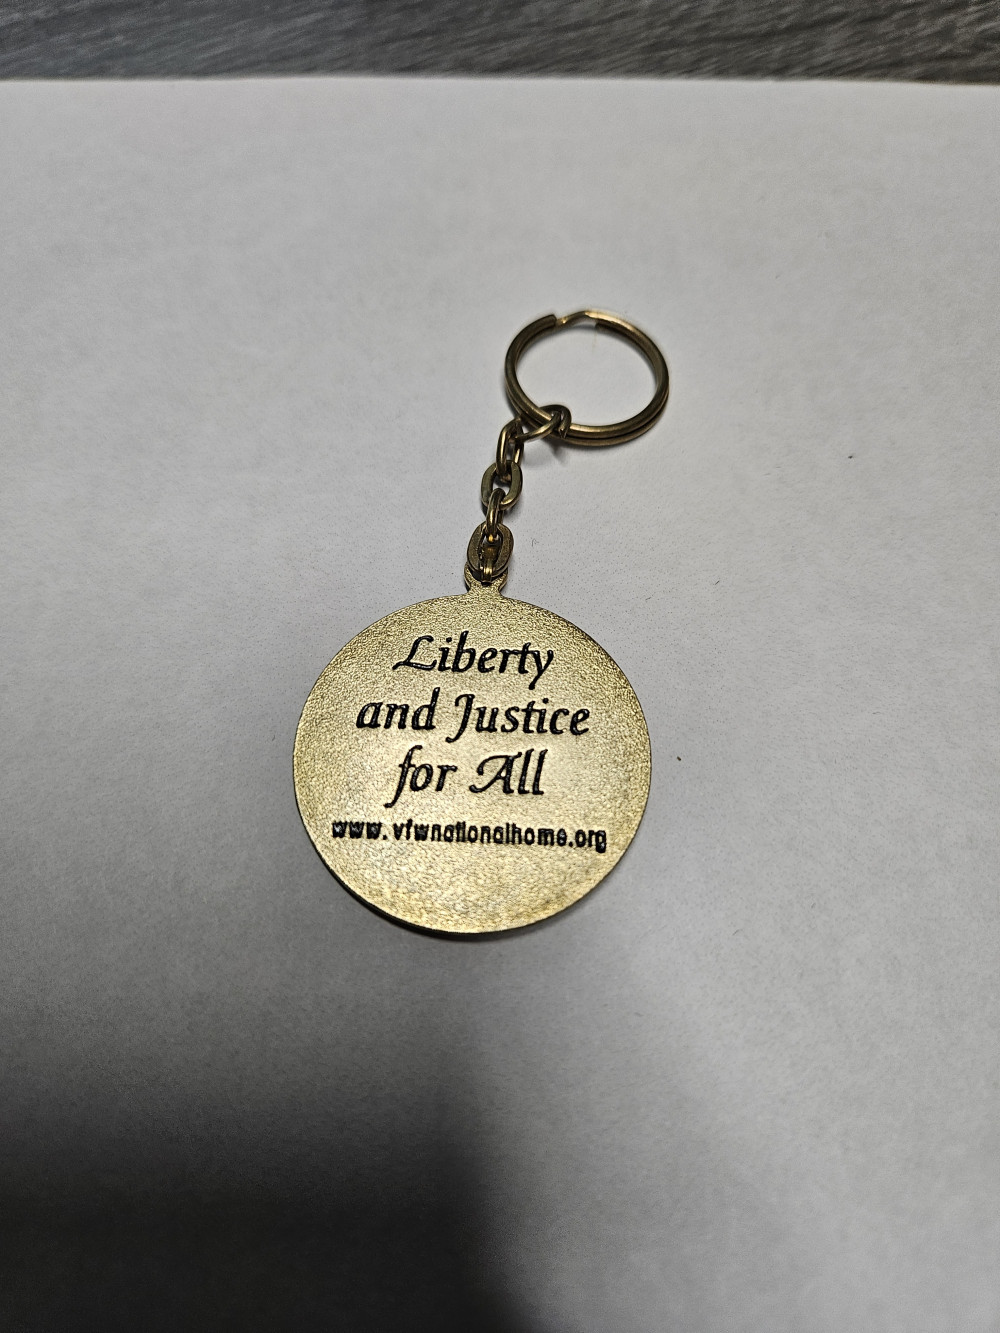 Liberty
and Justice
for All
www.vfwnationalhome.org